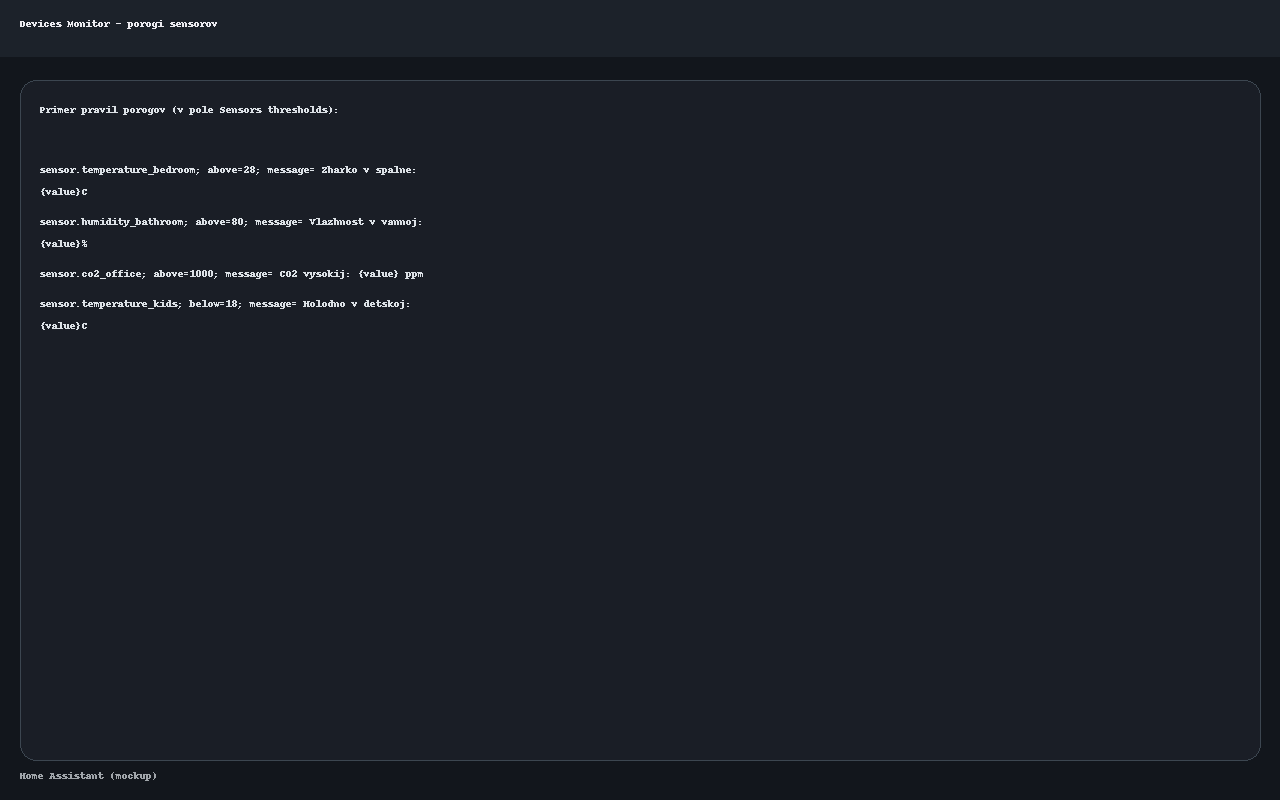 Devices Monitor - porogi sensorov
Primer pravil porogov (v pole Sensors thresholds):
sensor.temperature_bedroom; above=28; message= Zharko v spalne:
{value}C
sensor.humidity_bathroom; above=80; message= Vlazhnost v vannoj:
{value}%
sensor.co2_office; above=1000; message= CO2 vysokij: {value} ppm
sensor.temperature_kids; below=18; message= Holodno v detskoj:
{value}C
Home Assistant (mockup)